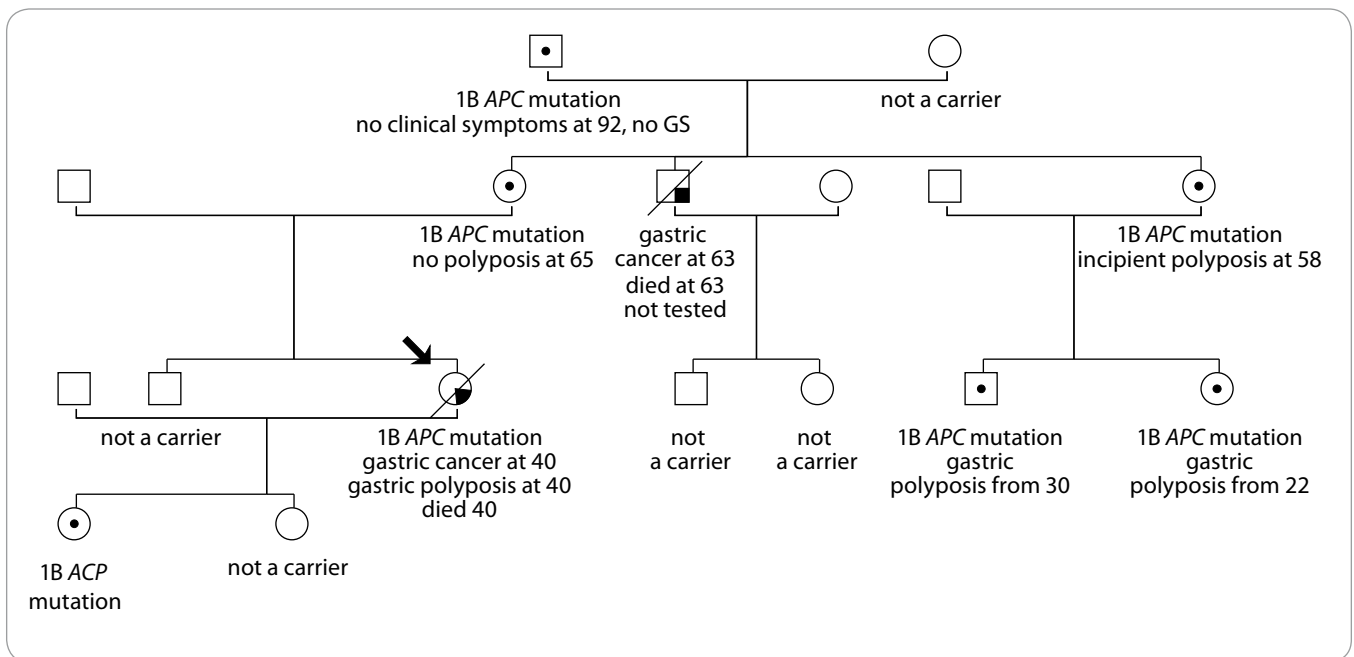 1B APC mutation
no clinical symptoms at 92, no GS
not a carrier
1B APC mutation
no polyposis at 65
gastric
cancer at 63
died at 63
not tested
1B APC mutation
incipient polyposis at 58
not a carrier
1B APC mutation
gastric cancer at 40
gastric polyposis at 40
died 40
not
a carrier
not
a carrier
1B APC mutation
gastric
polyposis from 30
1B APC mutation
gastric
polyposis from 22
1B ACP
mutation
not a carrier